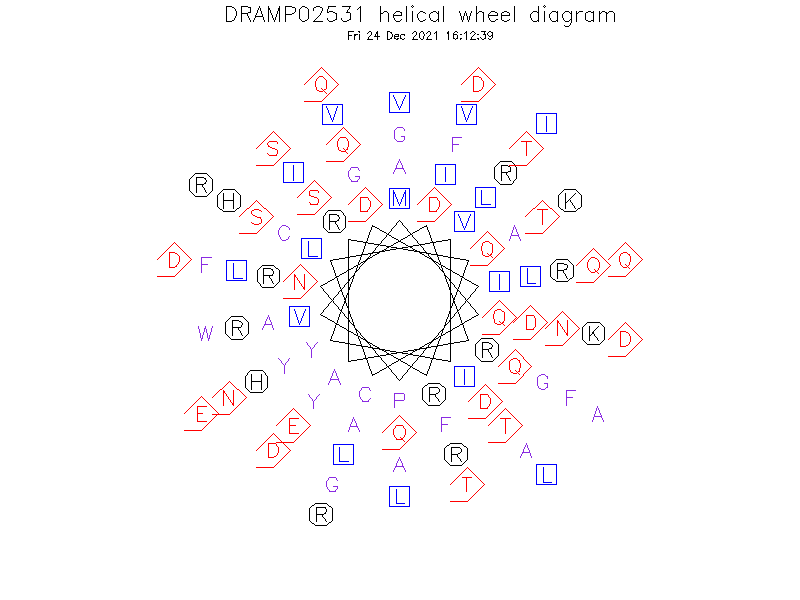 DRAMP02531 helical wheel diagram
Fri 24 Dec 2021 16:12:39
Q D
V
V V
I
G
Q F
S T
A
I G I R
R
H S M L K
D D
S R V T
C A
L Q
D F Q Q
L R L R
N I
V Q
A D
R N
W K
D
Y R
Y Q
A I
H G
N C P R F
Y D
E A
E A F T
Q
D L R A
A
L
G T
L
R